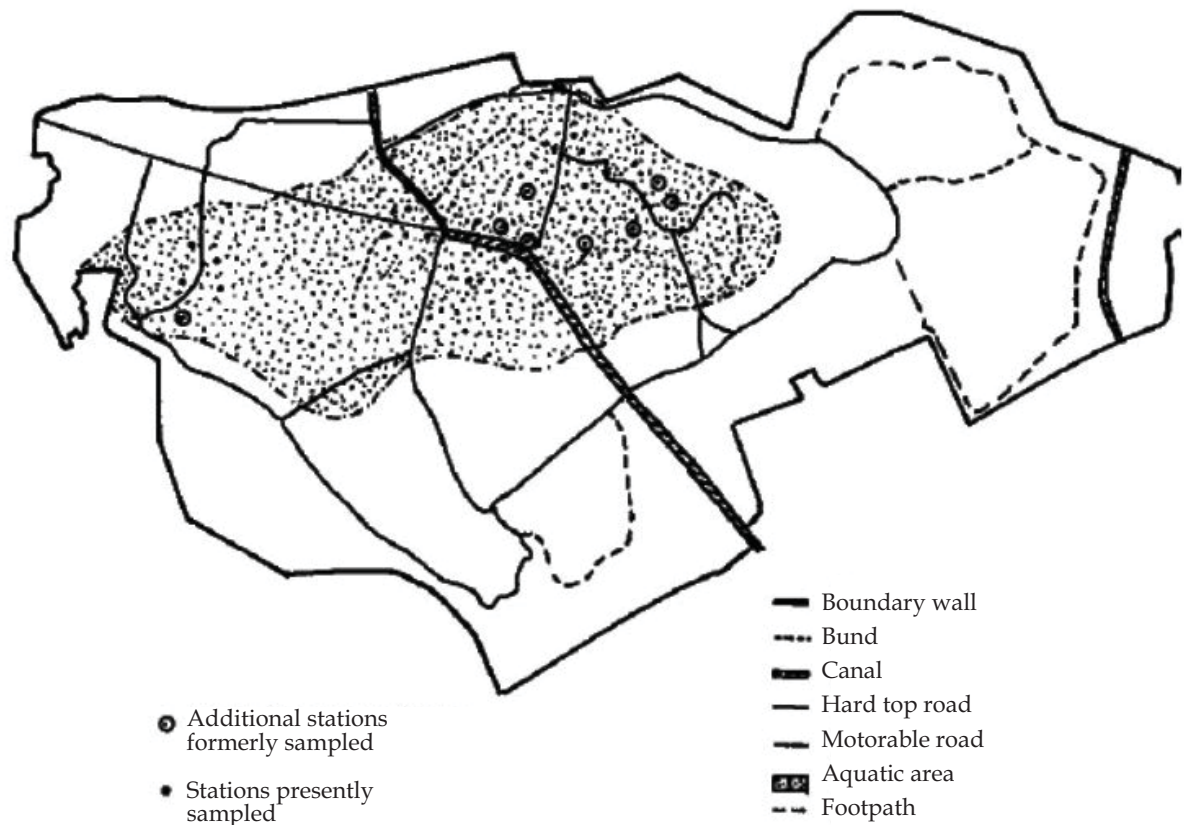 Additional stations
formerly sampled
Stations presently
sampled
Boundary wall
Bund
Canal
Hard top road
Motorable road
Aquatic area
Footpath